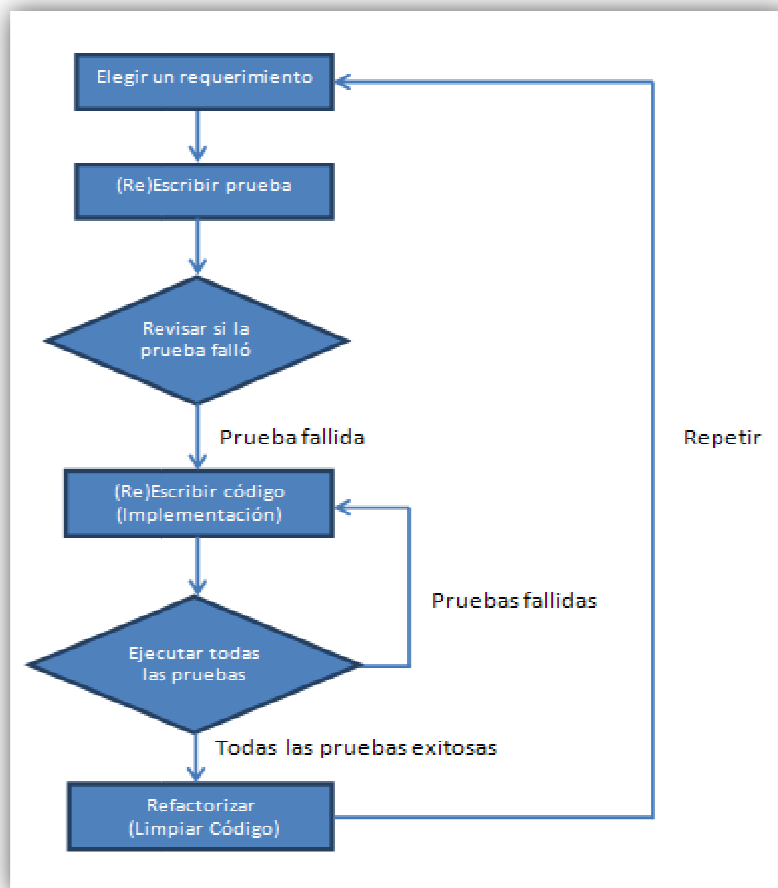 Elegir un requerimiento
(Re)Escribir prueba
Revisar si la
prueba falló
Prueba fallida
Repetir
(Re)Escribir código
(Implementación)
Pruebas fallidas
Ejecutar todas
las pruebas
Todas las pruebas exitosas
Refactorizar
(Limpiar Código)